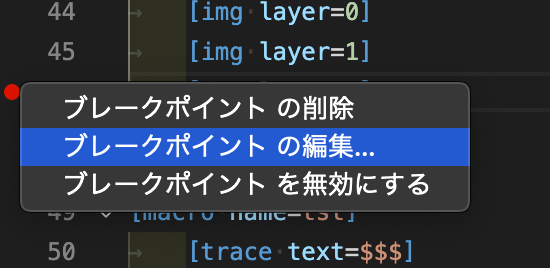 44 → [img layer=0]
45 → [img layer=1]
ブレークポイント の削除
ブレークポイント の編集...
ブレークポイント を無効にする
49 [macro name=tst]
50 → [trace text=$$$]